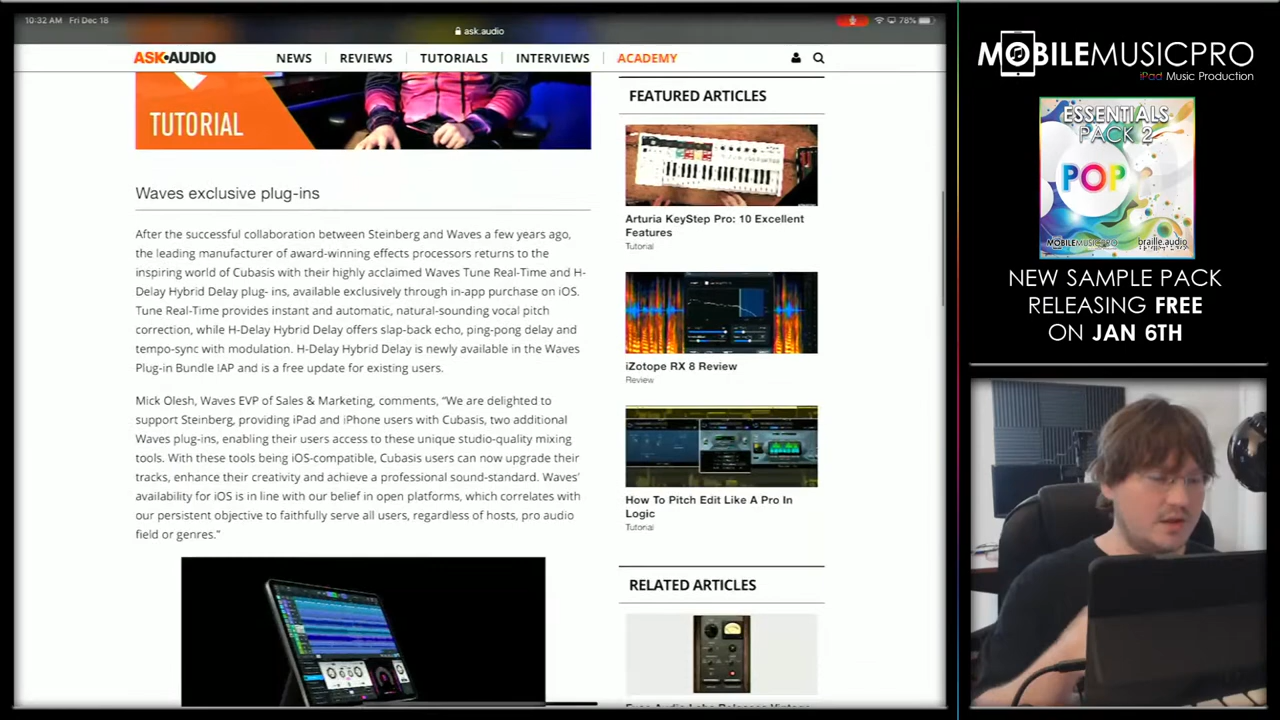 10:32 AM Fri Dec 18
ask.audio
78%
ASK•AUDIO
NEWS
REVIEWS
TUTORIALS
INTERVIEWS
ACADEMY
TUTORIAL
Waves exclusive plug-ins
After the successful collaboration between Steinberg and Waves a few years ago,
the leading manufacturer of award-winning effects processors returns to the
inspiring world of Cubasis with their highly acclaimed Waves Tune Real-Time and H-
Delay Hybrid Delay plug- ins, available exclusively through in-app purchase on iOS.
Tune Real-Time provides instant and automatic, natural-sounding vocal pitch
correction, while H-Delay Hybrid Delay offers slap-back echo, ping-pong delay and
tempo-sync with modulation. H-Delay Hybrid Delay is newly available in the Waves
Plug-in Bundle IAP and is a free update for existing users.
Mick Olesh, Waves EVP of Sales & Marketing, comments, “We are delighted to
support Steinberg, providing iPad and iPhone users with Cubasis, two additional
Waves plug-ins, enabling their users access to these unique studio-quality mixing
tools. With these tools being iOS-compatible, Cubasis users can now upgrade their
tracks, enhance their creativity and achieve a professional sound-standard. Waves’
availability for iOS is in line with our belief in open platforms, which correlates with
our persistent objective to faithfully serve all users, regardless of hosts, pro audio
field or genres.”
FEATURED ARTICLES
Arturia KeyStep Pro: 10 Excellent
Features
Tutorial
iZotope RX 8 Review
Review
How To Pitch Edit Like A Pro In
Logic
Tutorial
RELATED ARTICLES
MOBILEMUSICPRO
iPad Music Production
ESSENTIALS
PACK 2
POP
MOBILEMUSICPRO
braille.audio
NEW SAMPLE PACK
RELEASING FREE
ON JAN 6TH